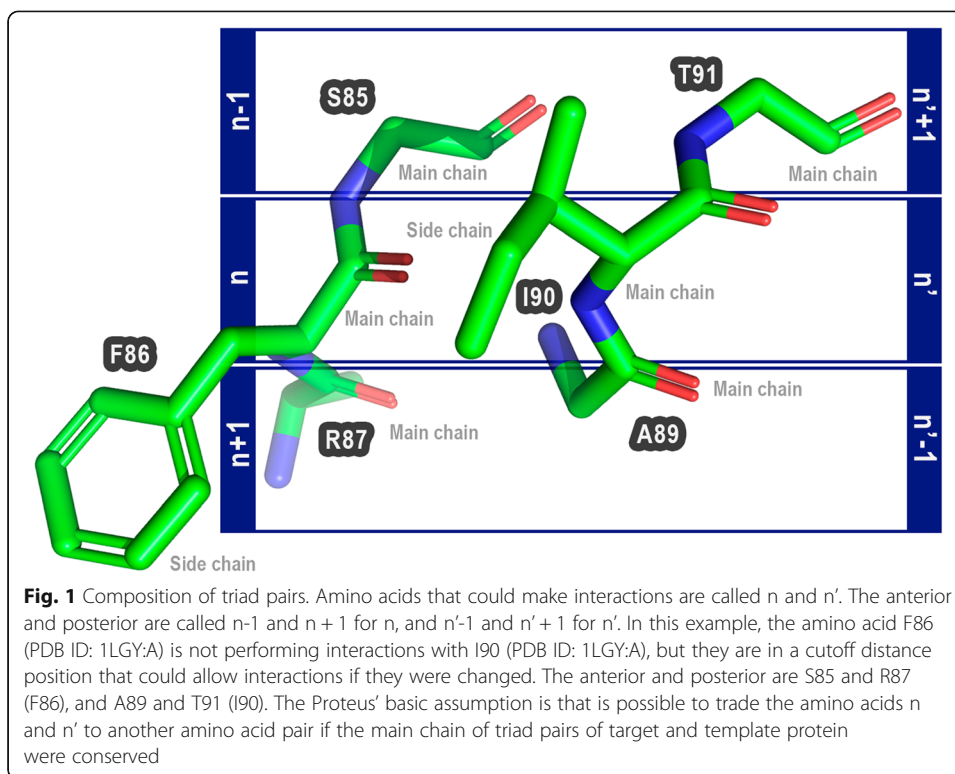 n-1
S85
T91
n'+1
Main chain
Main chain
Side chain
n
n'
I90
Main chain
Main chain
F86
n+1
R87
Main chain
Main chain
A89
n'-1
Side chain
Fig. 1 Composition of triad pairs. Amino acids that could make interactions are called n and n'. The anterior
and posterior are called n-1 and n + 1 for n, and n'-1 and n' + 1 for n'. In this example, the amino acid F86
(PDB ID: 1LGY:A) is not performing interactions with I90 (PDB ID: 1LGY:A), but they are in a cutoff distance
position that could allow interactions if they were changed. The anterior and posterior are S85 and R87
(F86), and A89 and T91 (I90). The Proteus' basic assumption is that is possible to trade the amino acids n
and n' to another amino acid pair if the main chain of triad pairs of target and template protein
were conserved